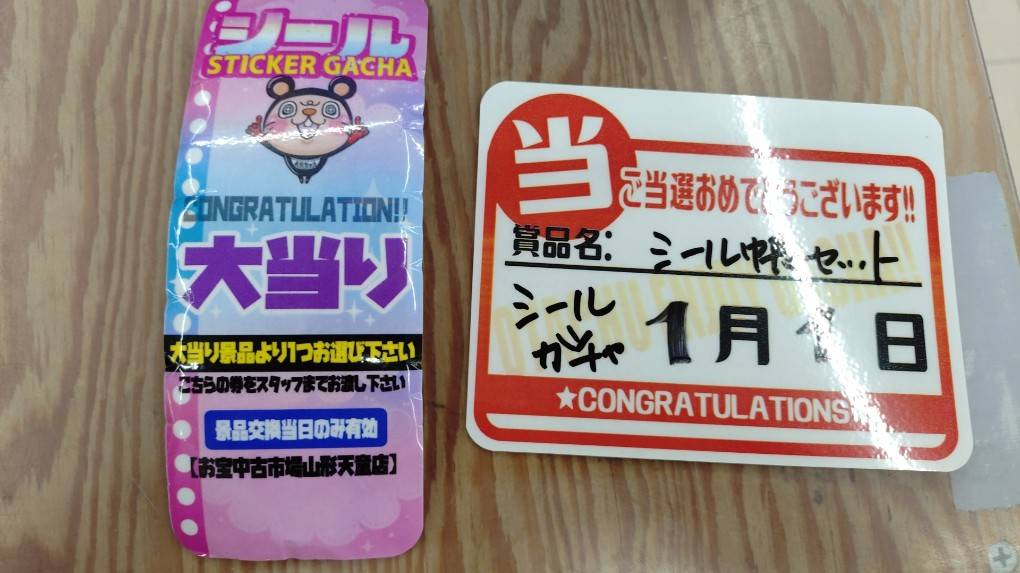 シール
STICKER GACHA
CONGRATULATION!!
大当り
大当り景品より1つお選び下さい
こちらの券をスタッフまでお渡し下さい
景品交換当日のみ有効
【お宝中古市場山形天童店】
当
ご当選おめでとうございます!!
賞品名: シール帳セット
シール
ガチャ
1月1日
★CONGRATULATIONS